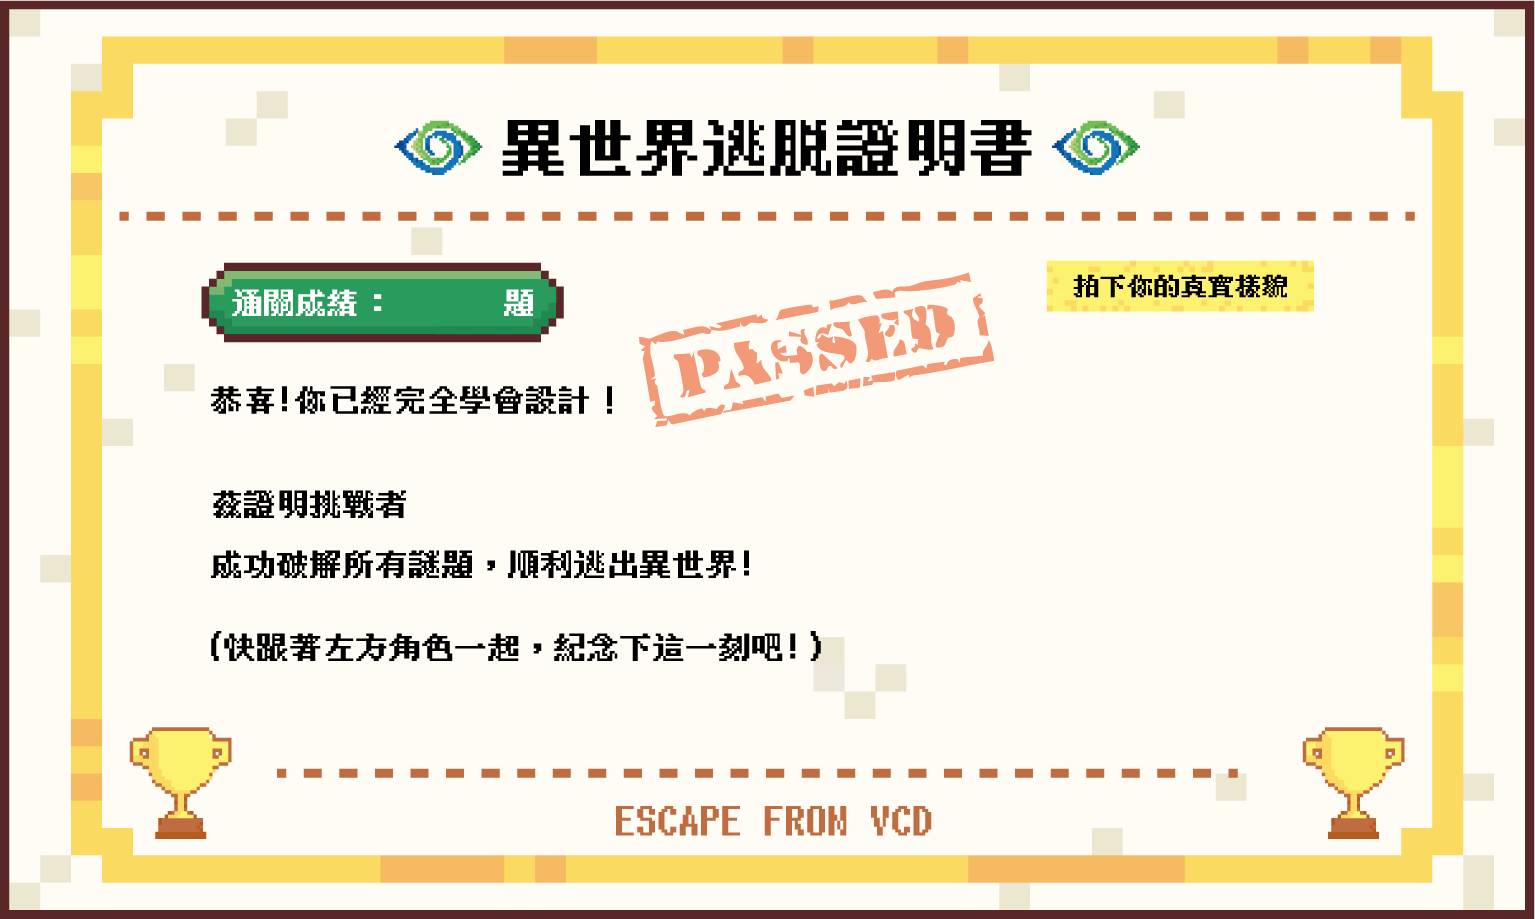 異世界逃脱證明書
通關成績： 題
拍下你的真實樣貌
PASSED
恭喜!你已經完全學會設計！
茲證明挑戰者
成功破解所有謎題，順利逃出異世界!
(快跟著左方角色一起，紀念下這一刻吧!)
ESCAPE FROM VCD